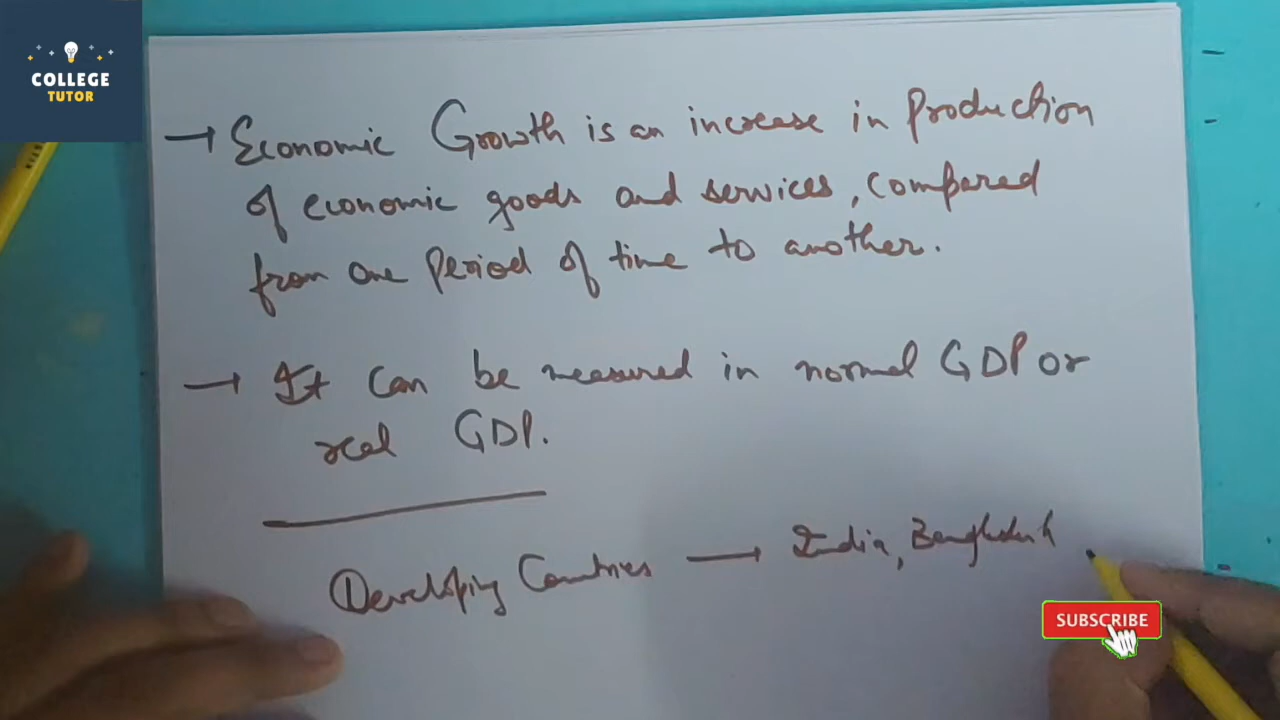 COLLEGE
TUTOR
→ Economic Growth is an increase in production
of economic goods and services, compared
from one period of time to another.
→ It can be measured in normal GDP or
real GDP.
Developing Countries → India, Bangladesh
SUBSCRIBE